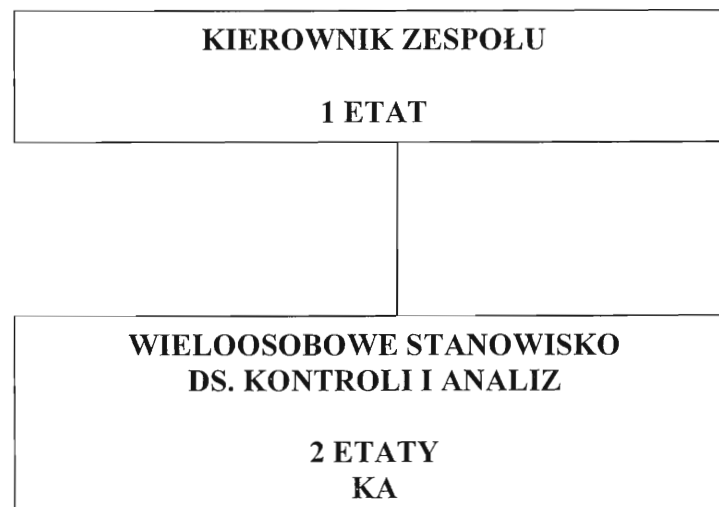 KIEROWNIK ZESPOŁU
1 ETAT
WIELOOSOBOWE STANOWISKO
DS. KONTROLI I ANALIZ
2 ETATY
KA